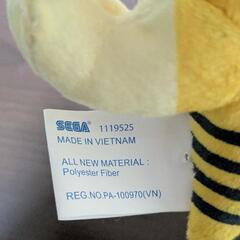 SEGA 1119525
MADE IN VIETNAM
ALL NEW MATERIAL :
Polyester Fiber
REG.NO.PA-100970(VN)